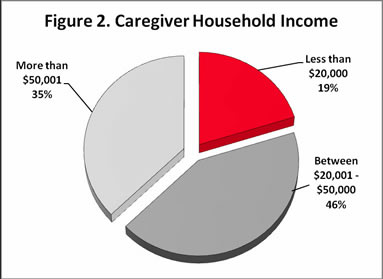 Figure 2. Caregiver Household Income
More than
$50,001
35%
Less than
$20,000
19%
Between
$20,001 -
$50,000
46%